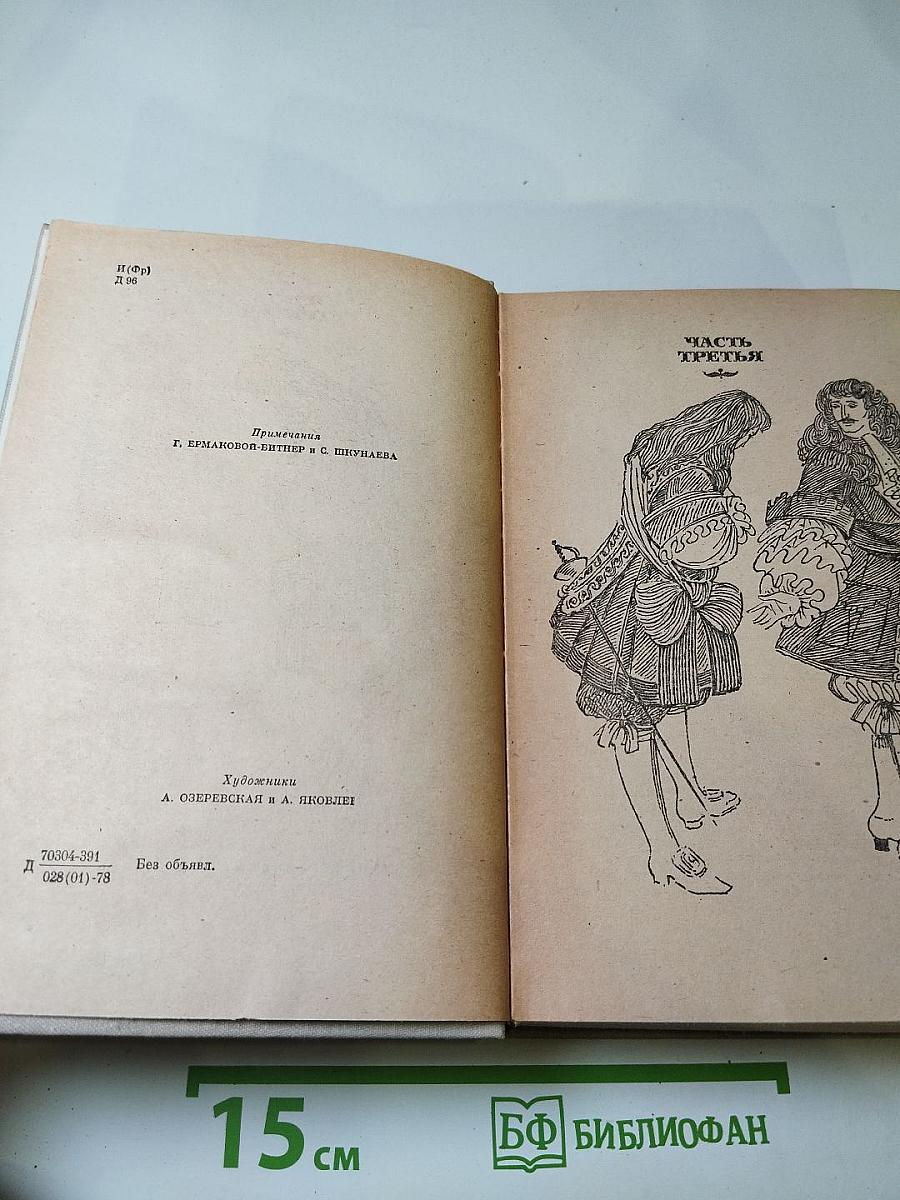 И(Фр)
Д 96
Примечания
Г. ЕРМАКОВОЙ-БИТНЕР и С. ШКУНАЕВА
Художники
А. ОЗЕРЕВСКАЯ и А. ЯКОВЛЕ
Д 70304-391
028(01)-78
Без объявл.
ЧАСТЬ
ТРЕТЬЯ
15 см
БФ БИБЛИОФАН